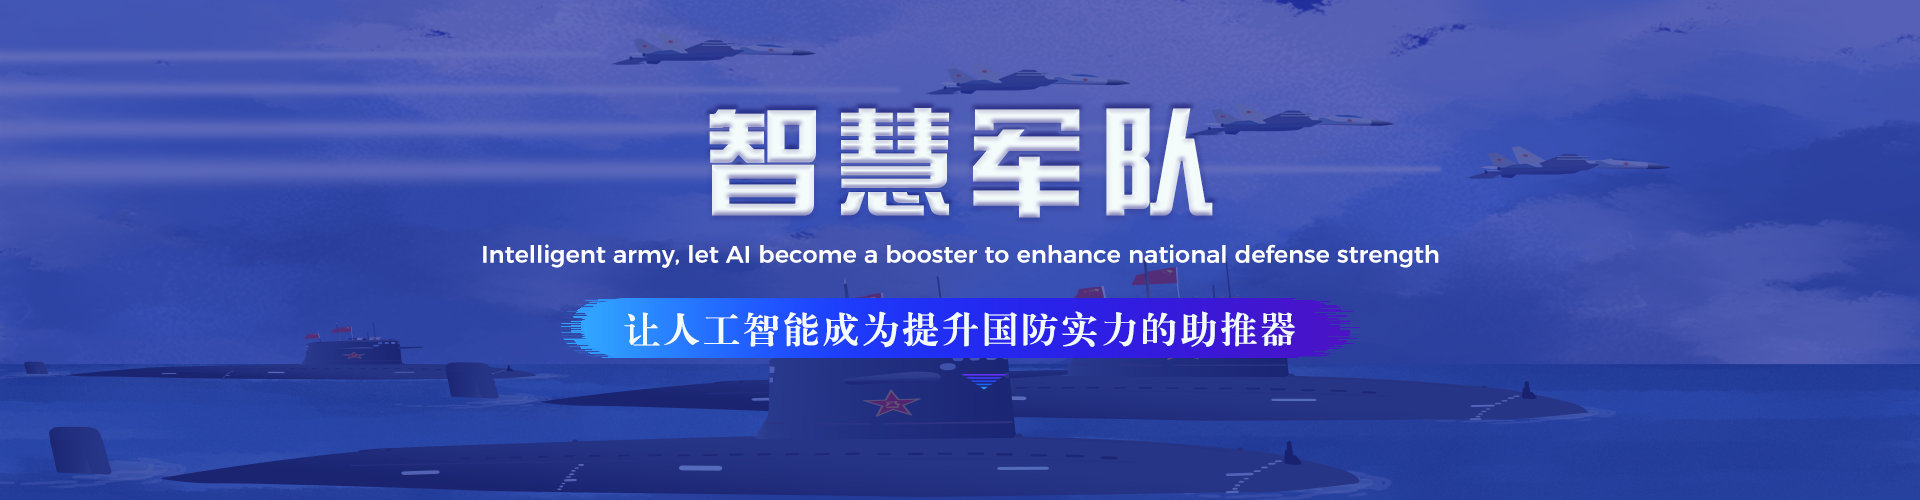 智慧军队
Intelligent army, let AI become a booster to enhance national defense strength
让人工智能成为提升国防实力的助推器